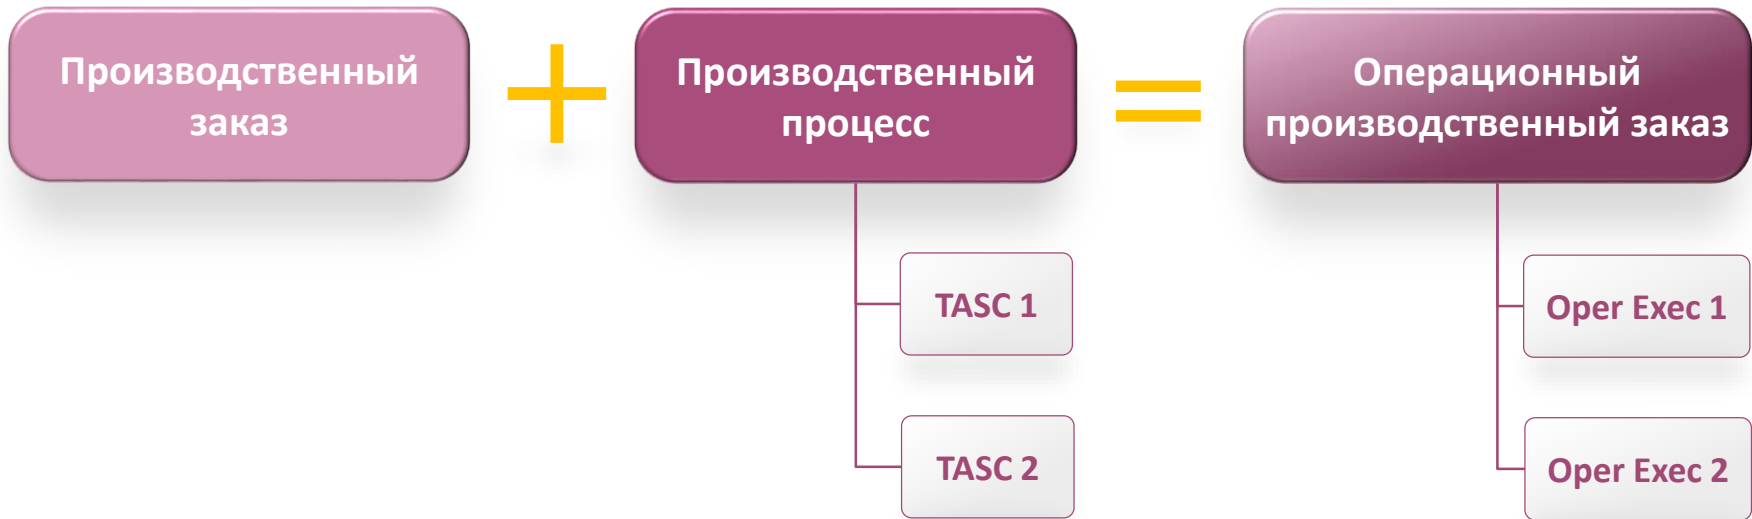 Производственный
заказ
+
Производственный
процесс
=
Операционный
производственный заказ
TASC 1
Oper Exec 1
TASC 2
Oper Exec 2